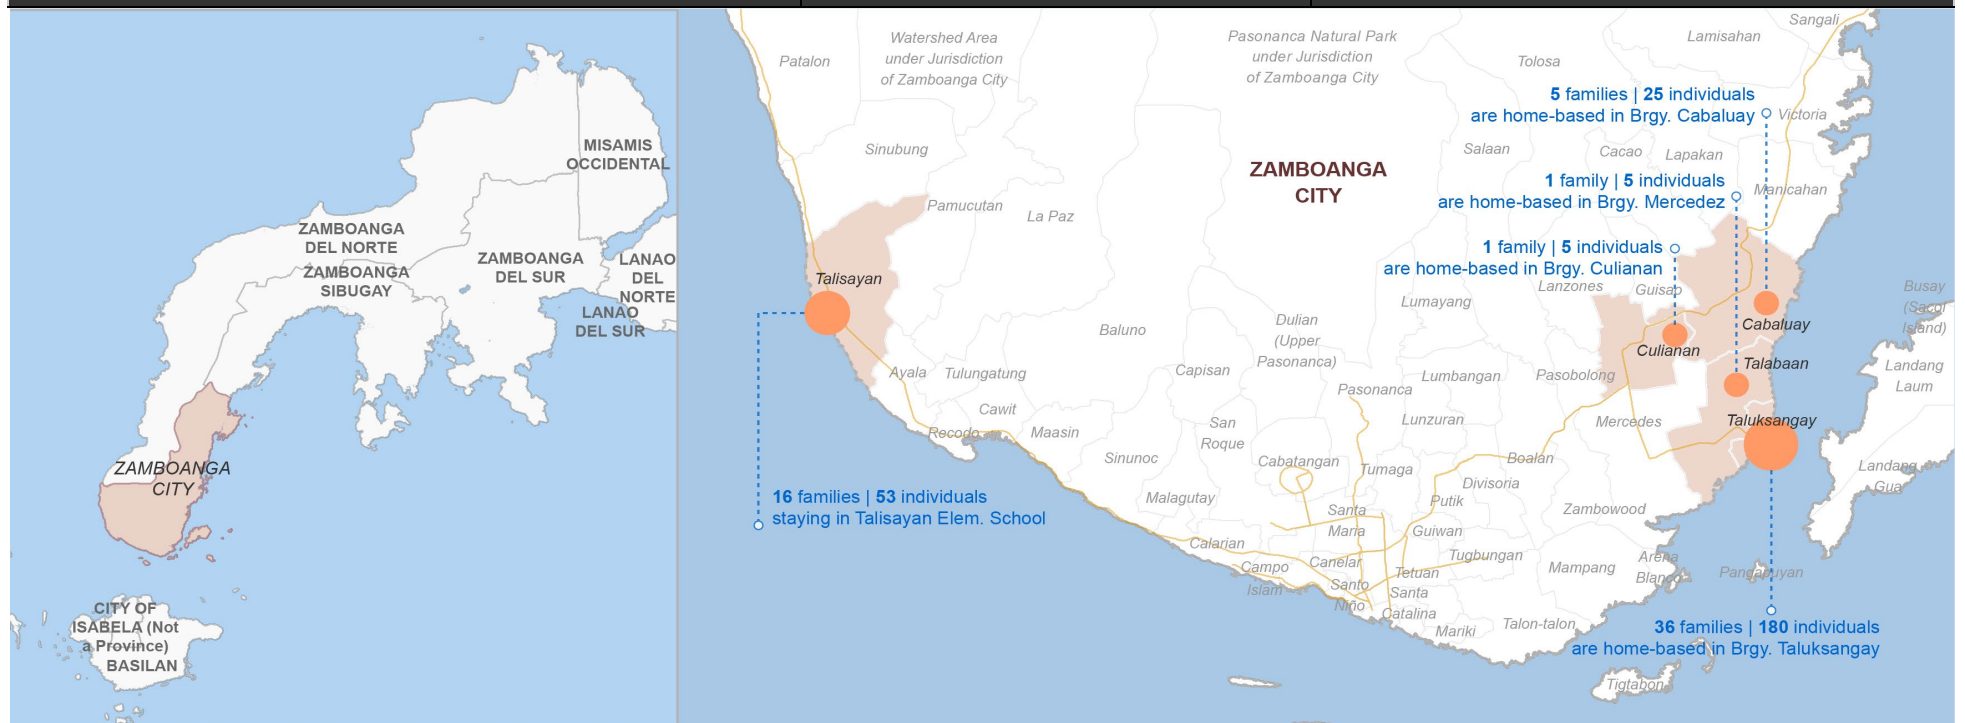 MISAMIS
OCCIDENTAL
ZAMBOANGA
DEL NORTE
ZAMBOANGA
SIBUGAY
ZAMBOANGA
DEL SUR
LANAO
DEL
NORTE
LANAO
DEL SUR
ZAMBOANGA
CITY
CITY OF
ISABELA (Not
a Province)
BASILAN
Patalon
Watershed Area
under Jurisdiction
of Zamboanga City
Pasonanca Natural Park
under Jurisdiction
of Zamboanga City
Tolosa
Lamisahan
Sangali
5 families | 25 individuals
are home-based in Brgy. Cabaluay
Victoria
Sinubung
ZAMBOANGA
CITY
Salaan
Cacao
Lapakan
1 family | 5 individuals
are home-based in Brgy. Mercedez
Manicahan
Pamucutan
La Paz
1 family | 5 individuals
are home-based in Brgy. Culianan
Talisayan
Lanzones
Guisao
Lumayang
Busay
(Sacol
Island)
Baluno
Dulian
(Upper
Pasonanca)
Cabaluay
Culianan
Talabaan
Landang
Laum
Ayala
Tulungatung
Capisan
Pasonanca
Lumbangan
Pasobolong
Cawit
Recodo
Maasin
San
Roque
Lunzuran
Mercedes
Taluksangay
Sinunoc
Cabatangan
Tumaga
Boalan
Landang
Gua
Malagutay
Divisoria
Putik
Zambowood
16 families | 53 individuals
staying in Talisayan Elem. School
Santa
Maria
Guiwan
Calarian
Campo
Islam
Canelar
Tetuan
Tugbungan
Mampang
Arena
Blanco
Pangapuyan
Santo
Niño
Santa
Catalina
Mariki
Talon-talon
36 families | 180 individuals
are home-based in Brgy. Taluksangay
Tigtabon